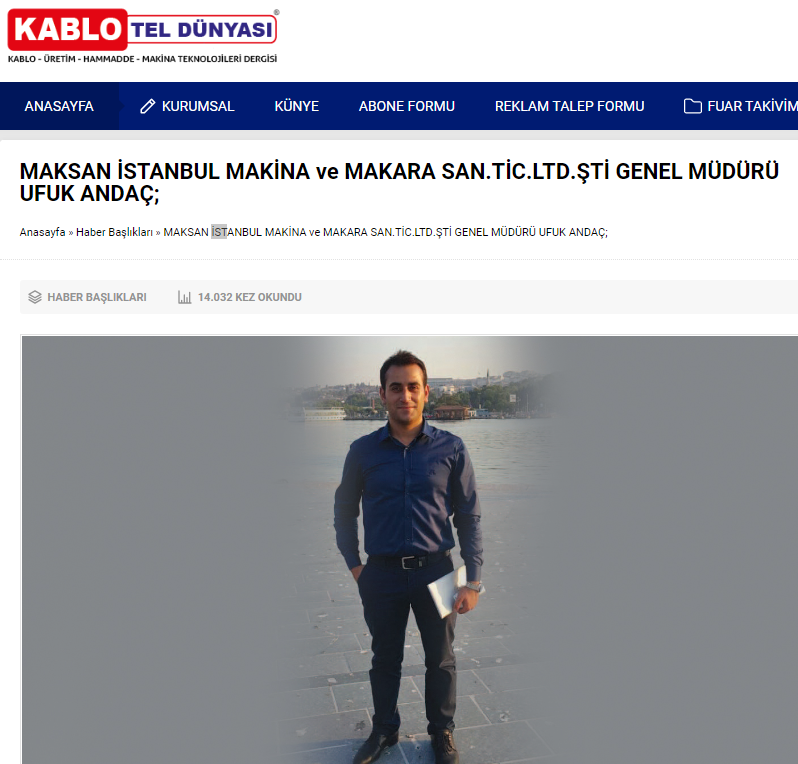 KABLO TEL DÜNYASI®
KABLO - ÜRETİM - HAMMADDE - MAKİNA TEKNOLOJİLERİ DERGİSİ
ANASAYFA KURUMSAL KÜNYE ABONE FORMU REKLAM TALEP FORMU FUAR TAKİVİM
MAKSAN İSTANBUL MAKİNA ve MAKARA SAN.TİC.LTD.ŞTİ GENEL MÜDÜRÜ
UFUK ANDAÇ;
Anasayfa » Haber Başlıkları » MAKSAN İSTANBUL MAKİNA ve MAKARA SAN.TİC.LTD.ŞTİ GENEL MÜDÜRÜ UFUK ANDAÇ;
HABER BAŞLIKLARI 14.032 KEZ OKUNDU